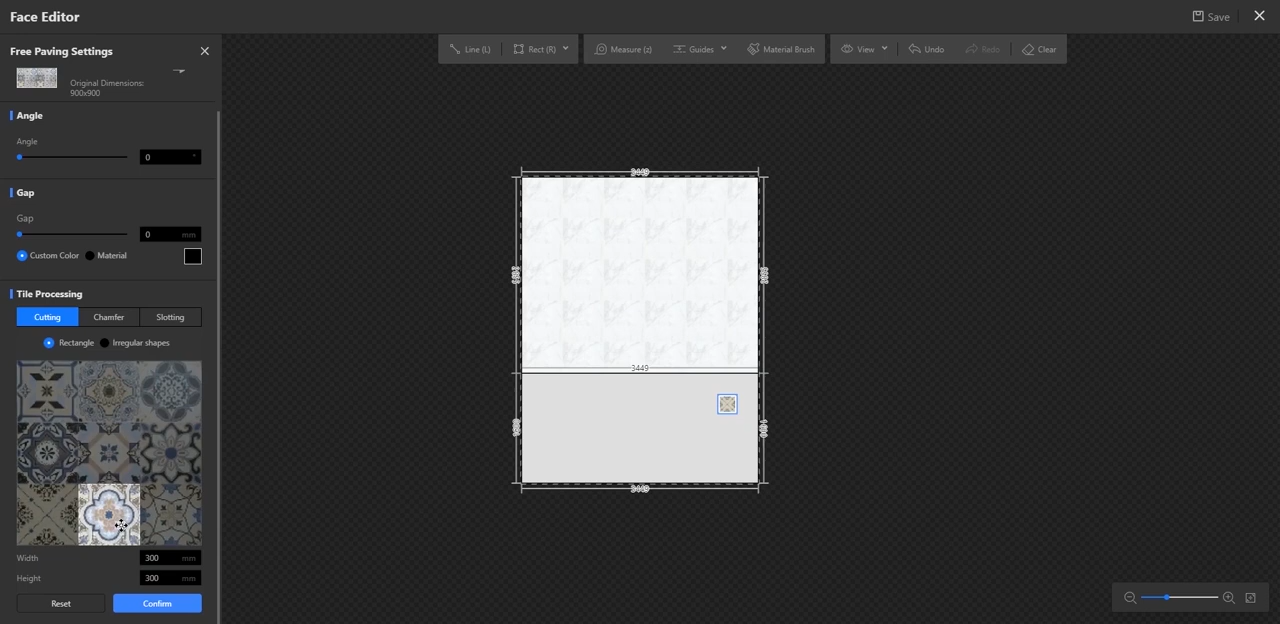 Face Editor
Save
Free Paving Settings
Line (L)
Rect (R)
Measure (z)
Guides
Material Brush
View
Undo
Redo
Clear
Original Dimensions:
900x900
Angle
Angle
0 °
Gap
Gap
0 mm
Custom Color
Material
Tile Processing
Cutting
Chamfer
Slotting
Rectangle
Irregular shapes
Width
300 mm
Height
300 mm
Reset
Confirm
3449
3449
3449